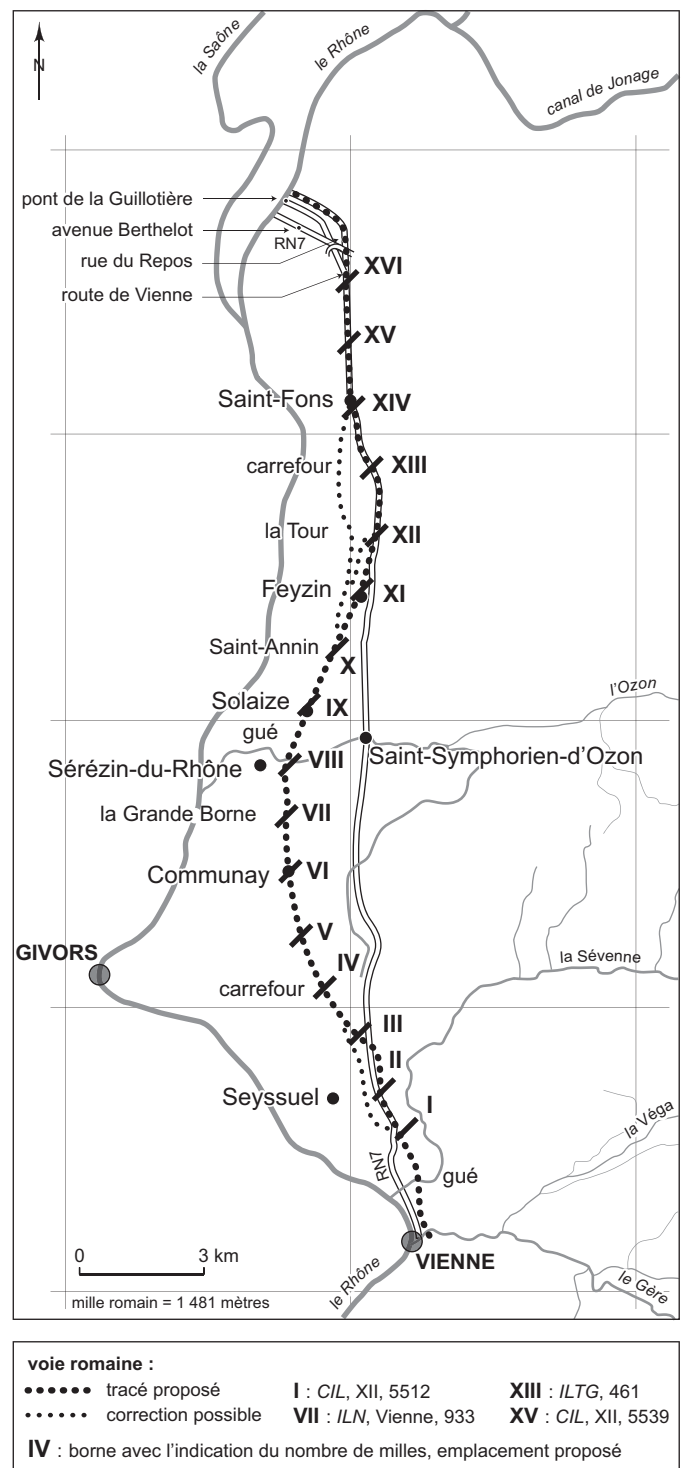 N
la Saône
le Rhône
canal de Jonage
pont de la Guillotière
avenue Berthelot
RN7
rue du Repos
XVI
route de Vienne
XV
Saint-Fons
XIV
carrefour
XIII
la Tour
XII
Feyzin
XI
Saint-Annin
X
l'Ozon
Solaize
IX
gué
VIII
Saint-Symphorien-d'Ozon
Sérézin-du-Rhône
la Grande Borne
VII
Communay
VI
V
GIVORS
IV
la Sévenne
carrefour
III
II
Seyssuel
I
la Véga
RN7
gué
0 3 km
VIENNE
mille romain = 1 481 mètres
le Rhône
le Gère
voie romaine :
tracé proposé I : CIL, XII, 5512 XIII : ILTG, 461
correction possible VII : ILN, Vienne, 933 XV : CIL, XII, 5539
IV : borne avec l'indication du nombre de milles, emplacement proposé